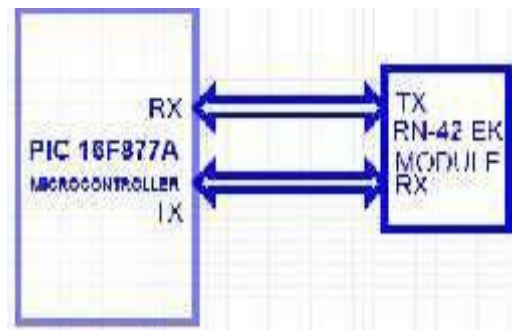 RX
PIC 16F877A
MICROCONTROLLER
TX
TX
RN-42 EK
MODULE
RX